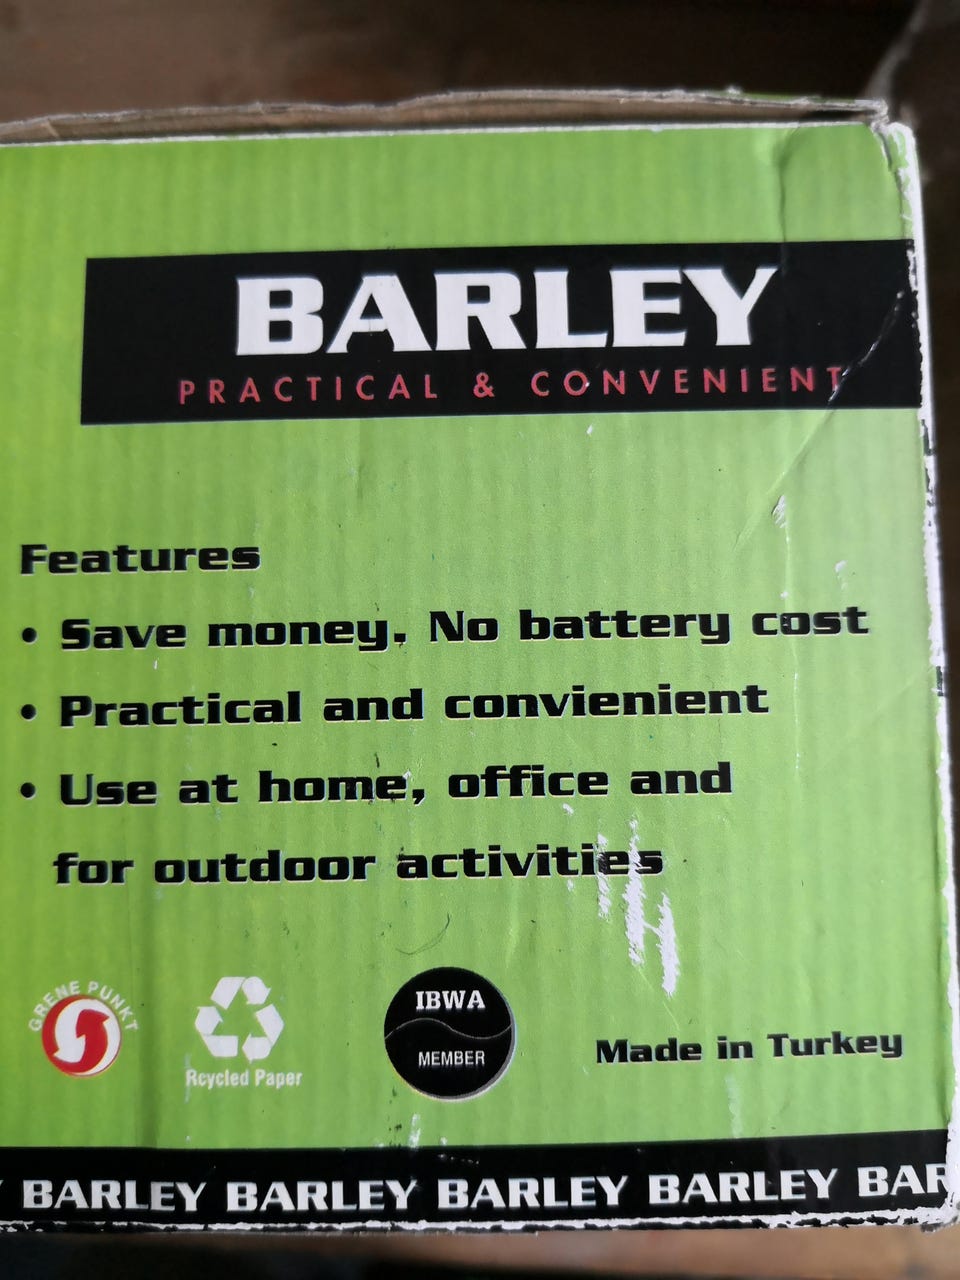 BARLEY
PRACTICAL & CONVENIENT
Features
• Save money. No battery cost
• Practical and convienient
• Use at home, office and
for outdoor activities
GRENE PUNKT
Rcycled Paper
IBWA
MEMBER
Made in Turkey
BARLEY BARLEY BARLEY BARLEY BAR